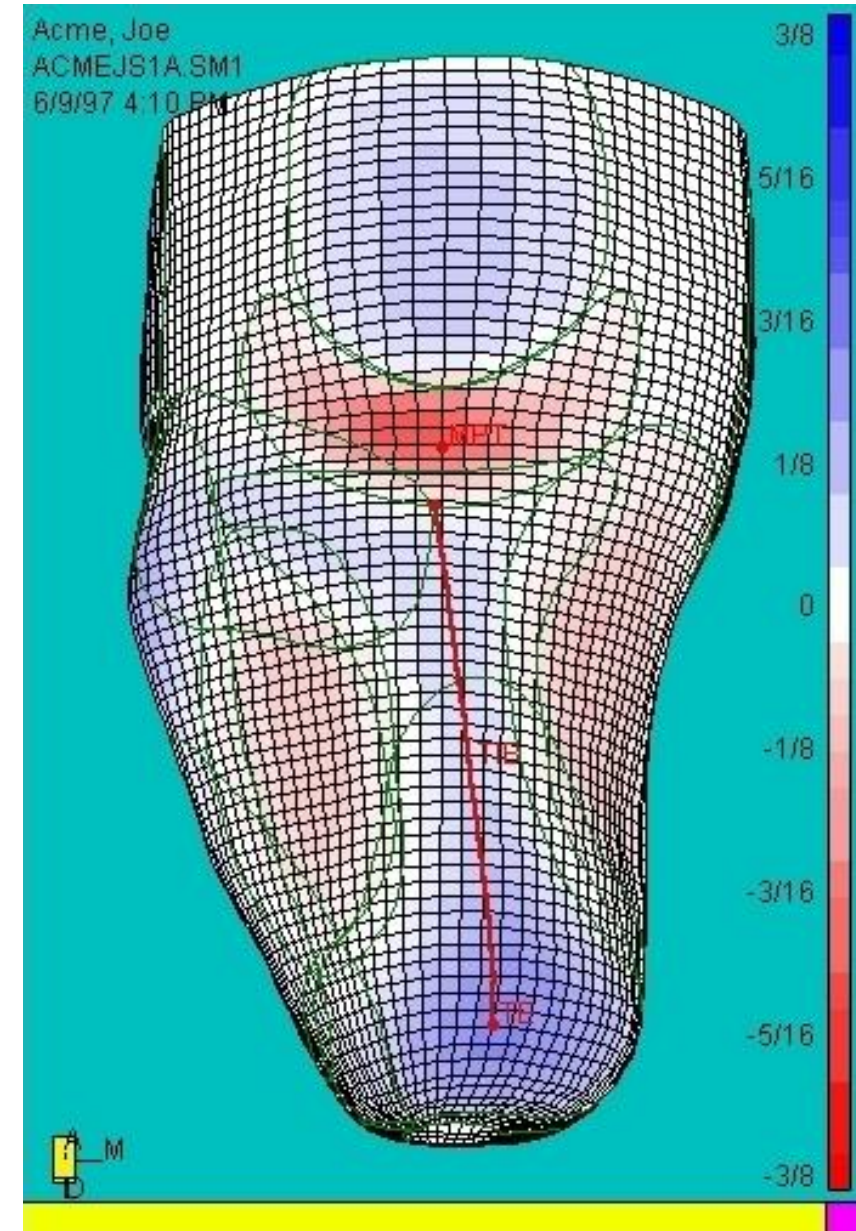 Acme, Joe
ACMEJS1A.SM1
6/9/97 4:10 PM
3/8
5/16
3/16
1/8
0
-1/8
-3/16
-5/16
-3/8
MPT
TIB
TE
A
M
D